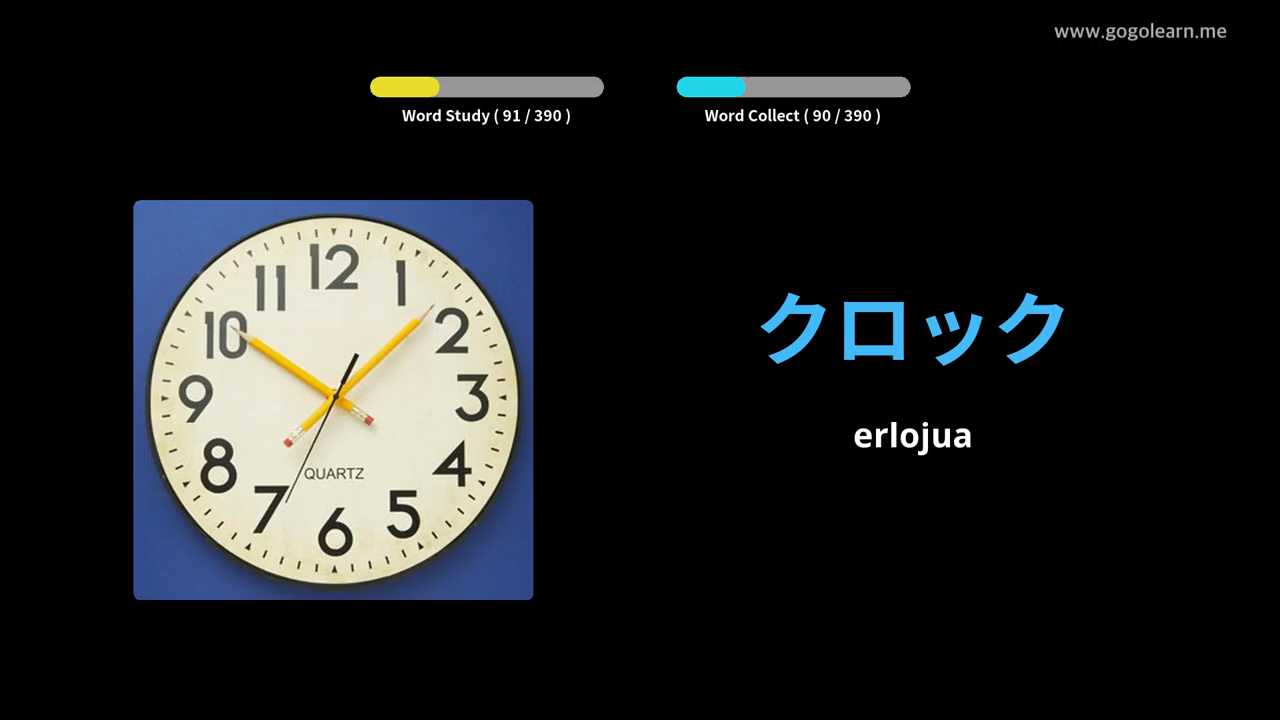 www.gogolearn.me
Word Study ( 91 / 390 )
Word Collect ( 90 / 390 )
12
11
1
10
2
9
3
8
4
QUARTZ
7
5
6
クロック
erlojua